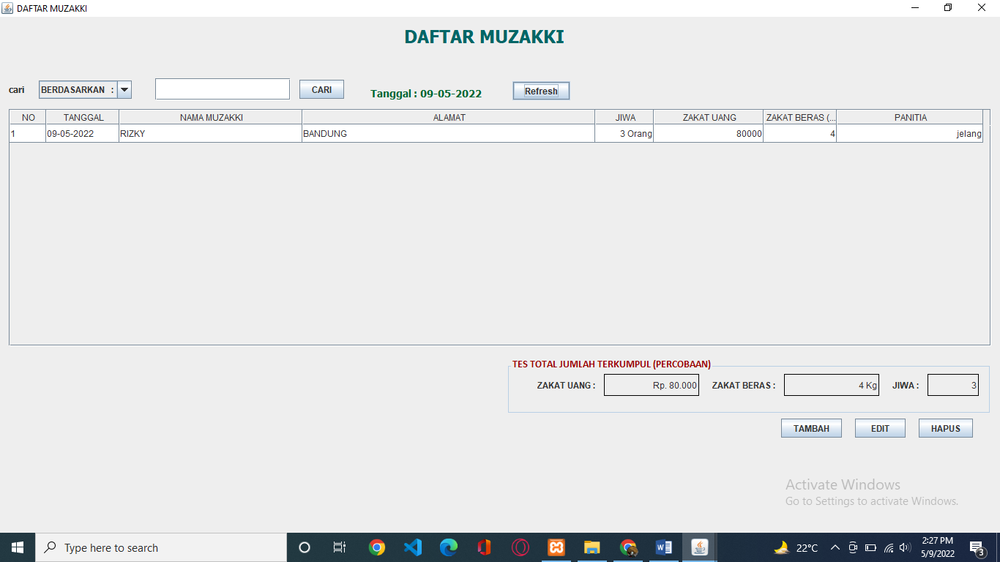 DAFTAR MUZAKKI
DAFTAR MUZAKKI
cari BERDASARKAN : CARI Tanggal : 09-05-2022 Refresh
NO TANGGAL NAMA MUZAKKI ALAMAT JIWA ZAKAT UANG ZAKAT BERAS (... PANITIA
1 09-05-2022 RIZKY BANDUNG 3 Orang 80000 4 jelang
TES TOTAL JUMLAH TERKUMPUL (PERCOBAAN)
ZAKAT UANG : Rp. 80.000 ZAKAT BERAS : 4 Kg JIWA : 3
TAMBAH EDIT HAPUS
Activate Windows
Go to Settings to activate Windows.
Type here to search 22°C 2:27 PM
5/9/2022 3